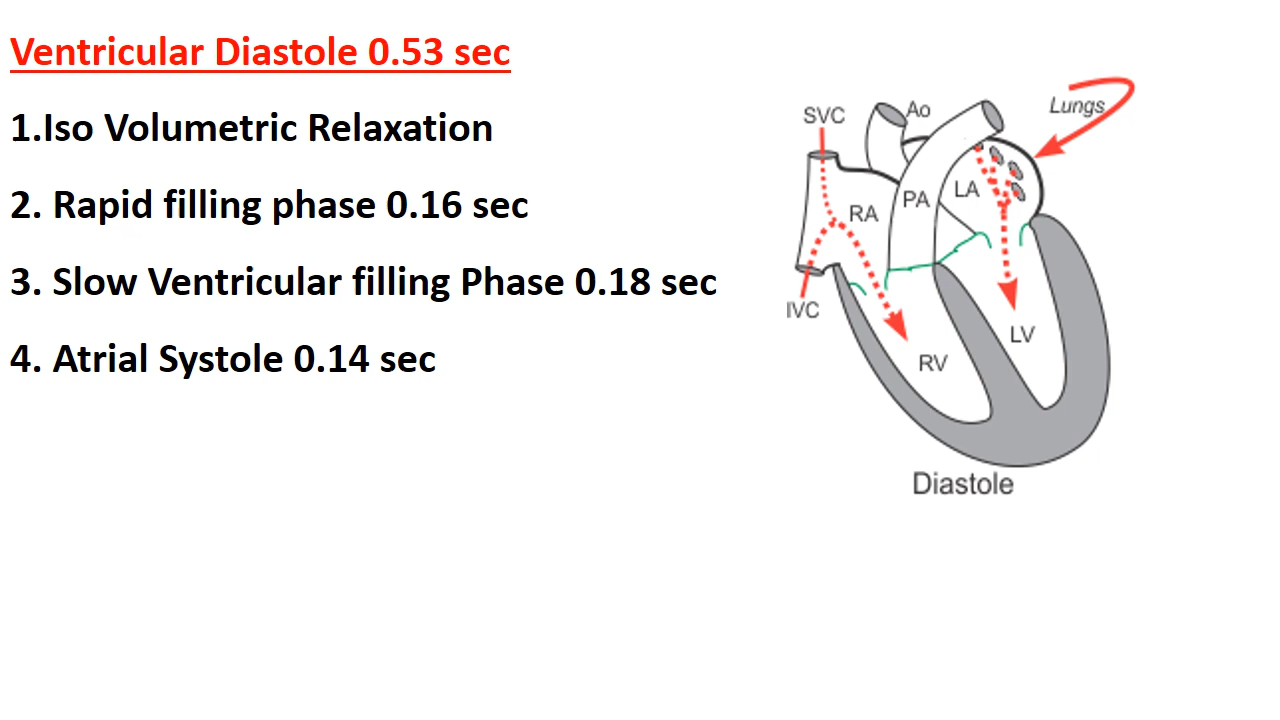 Ventricular Diastole 0.53 sec
1.Iso Volumetric Relaxation
2. Rapid filling phase 0.16 sec
3. Slow Ventricular filling Phase 0.18 sec
4. Atrial Systole 0.14 sec
SVC
Ao
Lungs
RA
PA
LA
IVC
RV
LV
Diastole